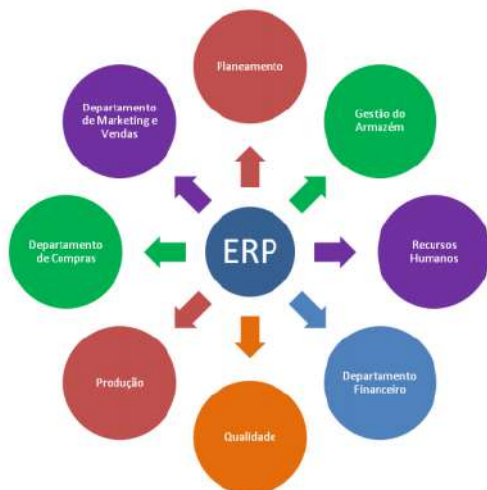 Planeamento
Gestão do
Armazém
Recursos
Humanos
Departamento
Financeiro
Qualidade
Produção
Departamento
de Compras
Departamento
de Marketing e
Vendas
ERP